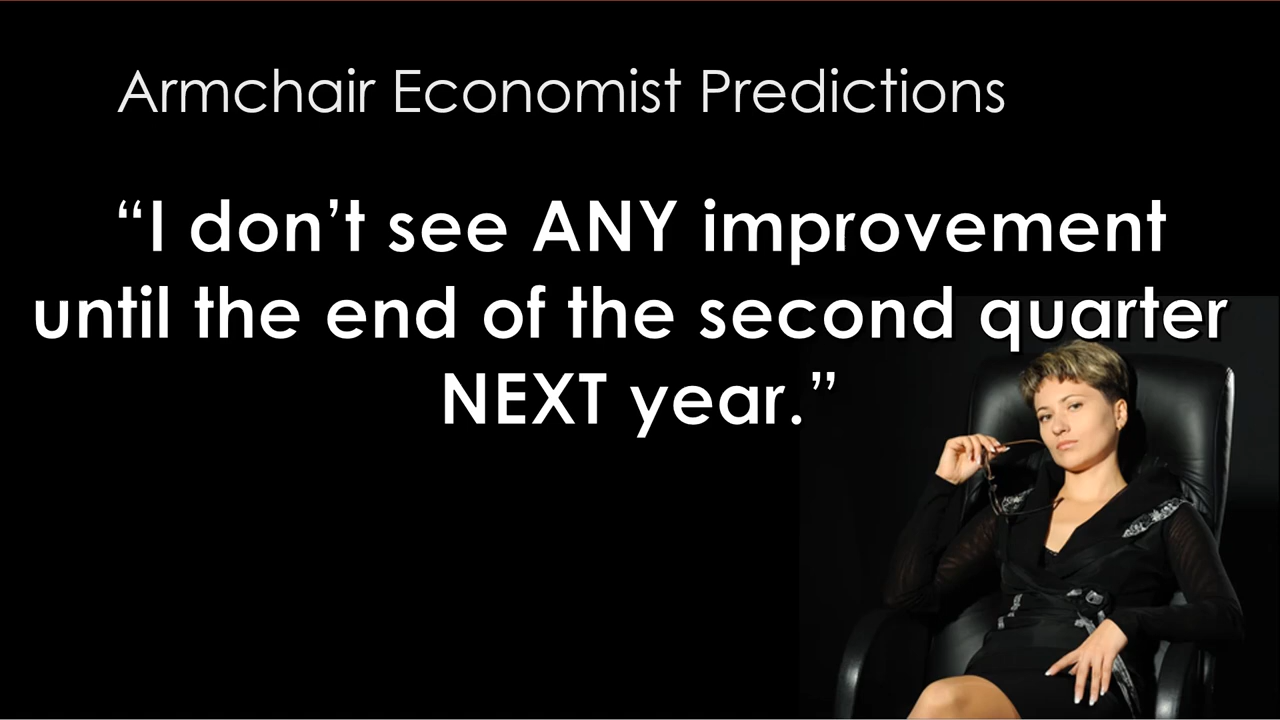 Armchair Economist Predictions
“I don’t see ANY improvement
until the end of the second quarter
NEXT year.”